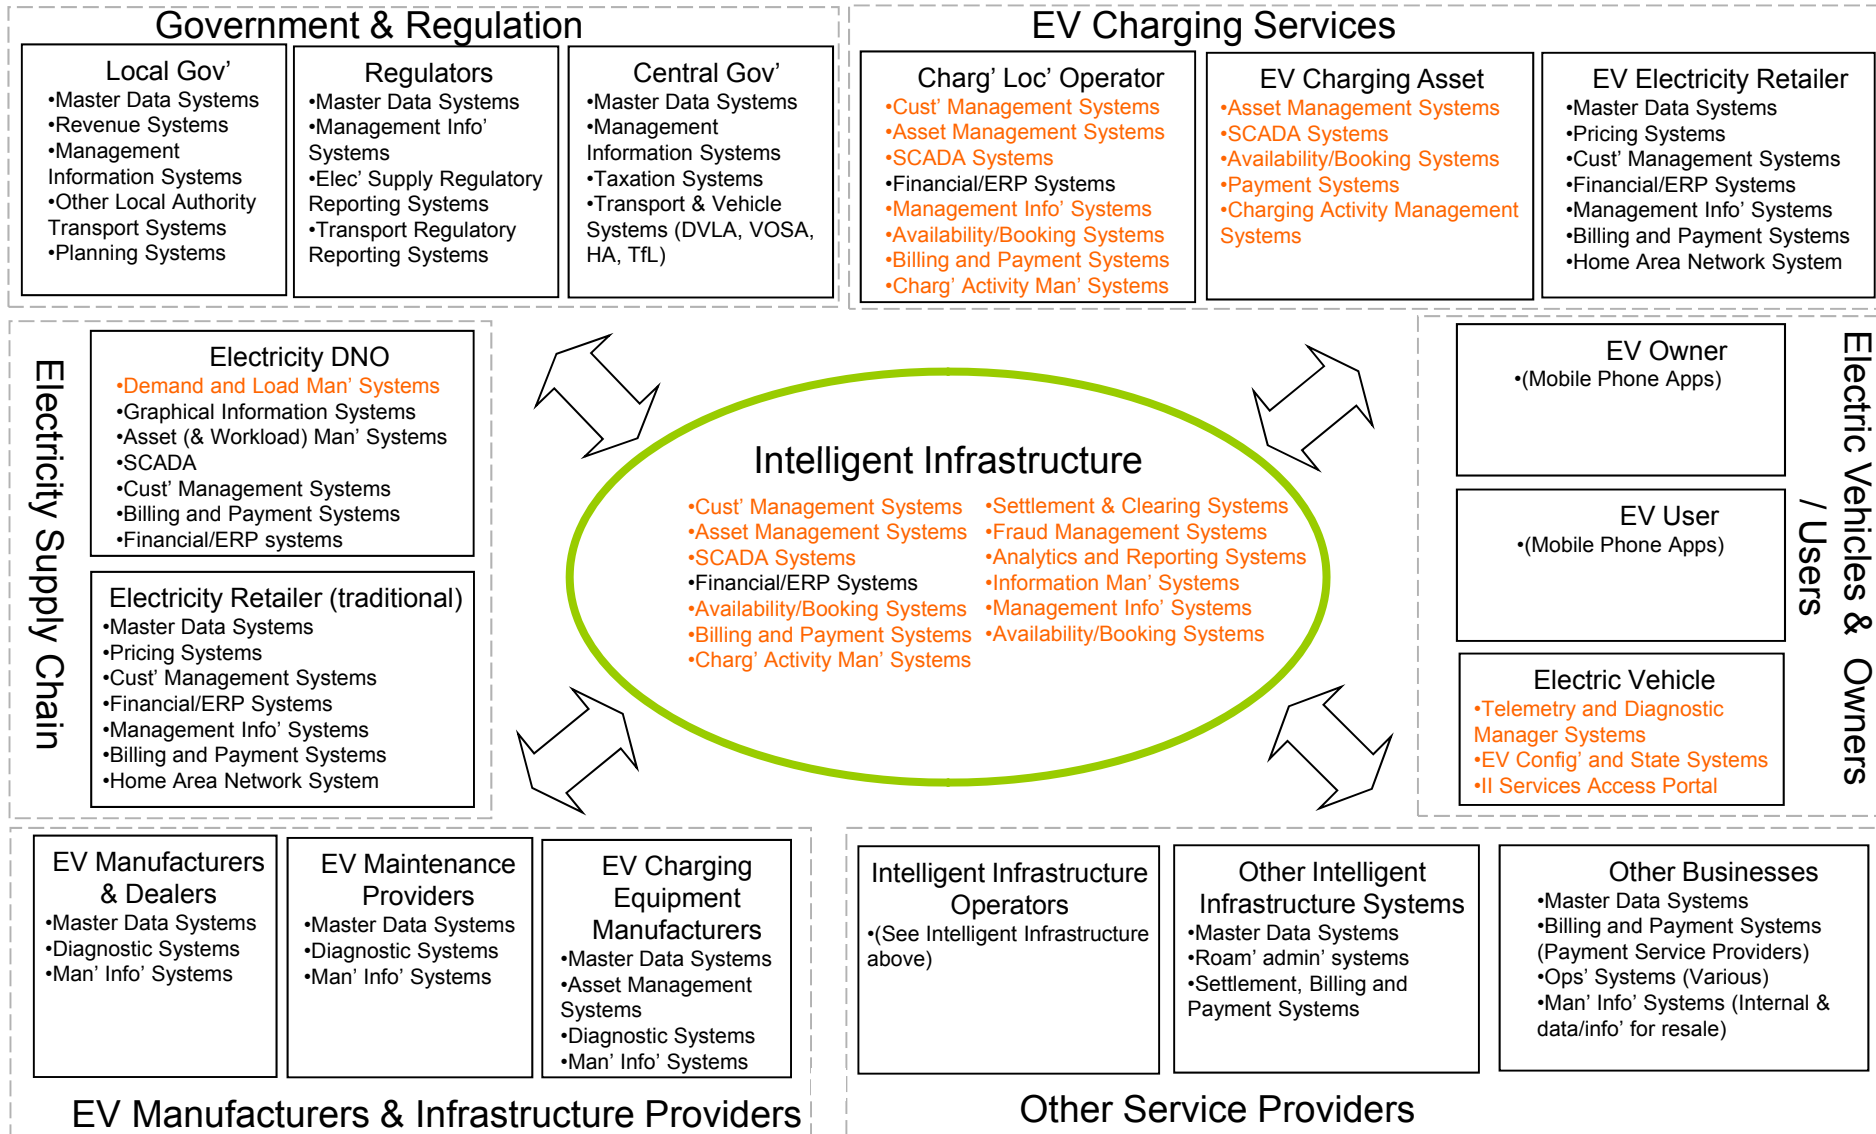 Government & Regulation
Local Gov’
•Master Data Systems
•Revenue Systems
•Management
Information Systems
•Other Local Authority
Transport Systems
•Planning Systems
Regulators
•Master Data Systems
•Management Info’
Systems
•Elec’ Supply Regulatory
Reporting Systems
•Transport Regulatory
Reporting Systems
Central Gov’
•Master Data Systems
•Management
Information Systems
•Taxation Systems
•Transport & Vehicle
Systems (DVLA, VOSA,
HA, TfL)
EV Charging Services
Charg’ Loc’ Operator
•Cust’ Management Systems
•Asset Management Systems
•SCADA Systems
•Financial/ERP Systems
•Management Info’ Systems
•Availability/Booking Systems
•Billing and Payment Systems
•Charg’ Activity Man’ Systems
EV Charging Asset
•Asset Management Systems
•SCADA Systems
•Availability/Booking Systems
•Payment Systems
•Charging Activity Management
Systems
EV Electricity Retailer
•Master Data Systems
•Pricing Systems
•Cust’ Management Systems
•Financial/ERP Systems
•Management Info’ Systems
•Billing and Payment Systems
•Home Area Network System
Electricity Supply Chain
Electricity DNO
•Demand and Load Man’ Systems
•Graphical Information Systems
•Asset (& Workload) Man’ Systems
•SCADA
•Cust’ Management Systems
•Billing and Payment Systems
•Financial/ERP systems
Electricity Retailer (traditional)
•Master Data Systems
•Pricing Systems
•Cust’ Management Systems
•Financial/ERP Systems
•Management Info’ Systems
•Billing and Payment Systems
•Home Area Network System
Intelligent Infrastructure
•Cust’ Management Systems
•Asset Management Systems
•SCADA Systems
•Financial/ERP Systems
•Availability/Booking Systems
•Billing and Payment Systems
•Charg’ Activity Man’ Systems
•Settlement & Clearing Systems
•Fraud Management Systems
•Analytics and Reporting Systems
•Information Man’ Systems
•Management Info’ Systems
•Availability/Booking Systems
Electric Vehicles & Owners
/ Users
EV Owner
•(Mobile Phone Apps)
EV User
•(Mobile Phone Apps)
Electric Vehicle
•Telemetry and Diagnostic
Manager Systems
•EV Config’ and State Systems
•II Services Access Portal
EV Manufacturers
& Dealers
•Master Data Systems
•Diagnostic Systems
•Man’ Info’ Systems
EV Maintenance
Providers
•Master Data Systems
•Diagnostic Systems
•Man’ Info’ Systems
EV Charging
Equipment
Manufacturers
•Master Data Systems
•Asset Management
Systems
•Diagnostic Systems
•Man’ Info’ Systems
EV Manufacturers & Infrastructure Providers
Intelligent Infrastructure
Operators
•(See Intelligent Infrastructure
above)
Other Intelligent
Infrastructure Systems
•Master Data Systems
•Roam’ admin’ systems
•Settlement, Billing and
Payment Systems
Other Businesses
•Master Data Systems
•Billing and Payment Systems
(Payment Service Providers)
•Ops’ Systems (Various)
•Man’ Info’ Systems (Internal &
data/info’ for resale)
Other Service Providers